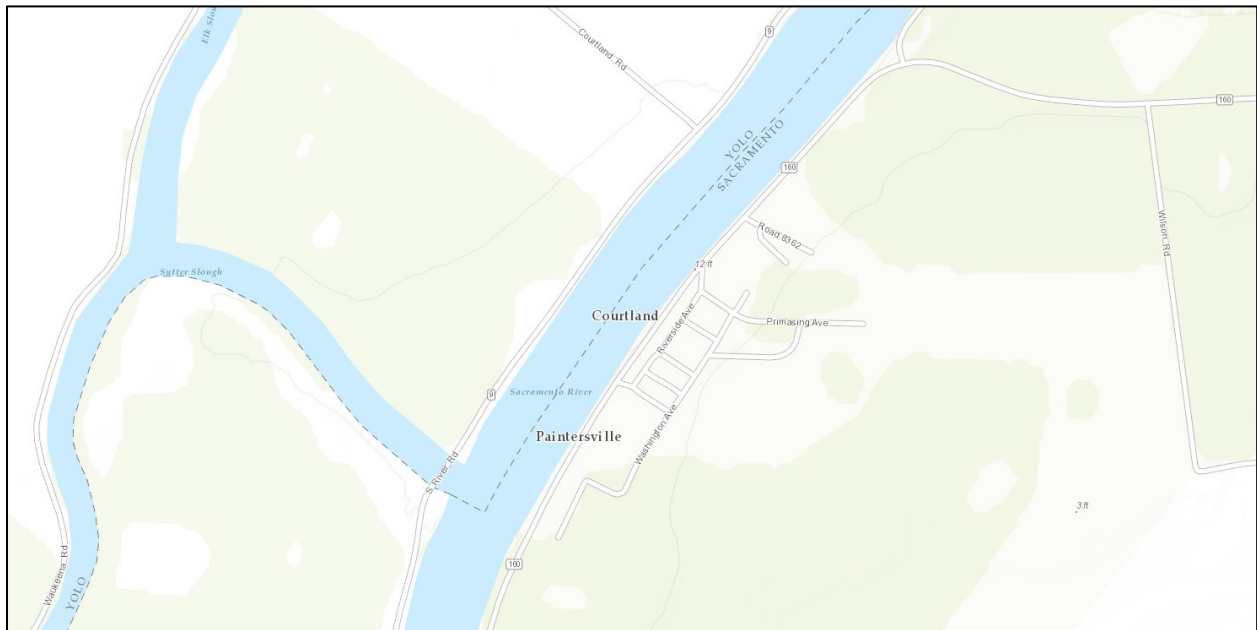 Elk Slou
Courtland Rd
9
160
YOLO
SACRAMENTO
160
Wilson Rd
Road 8362
Sutter Slough
12 ft
Courtland
Riverside Ave
Primasing Ave
9
Sacramento River
Paintersville
Washington Ave
S River Rd
3 ft
Waukeena Rd
YOLO
160